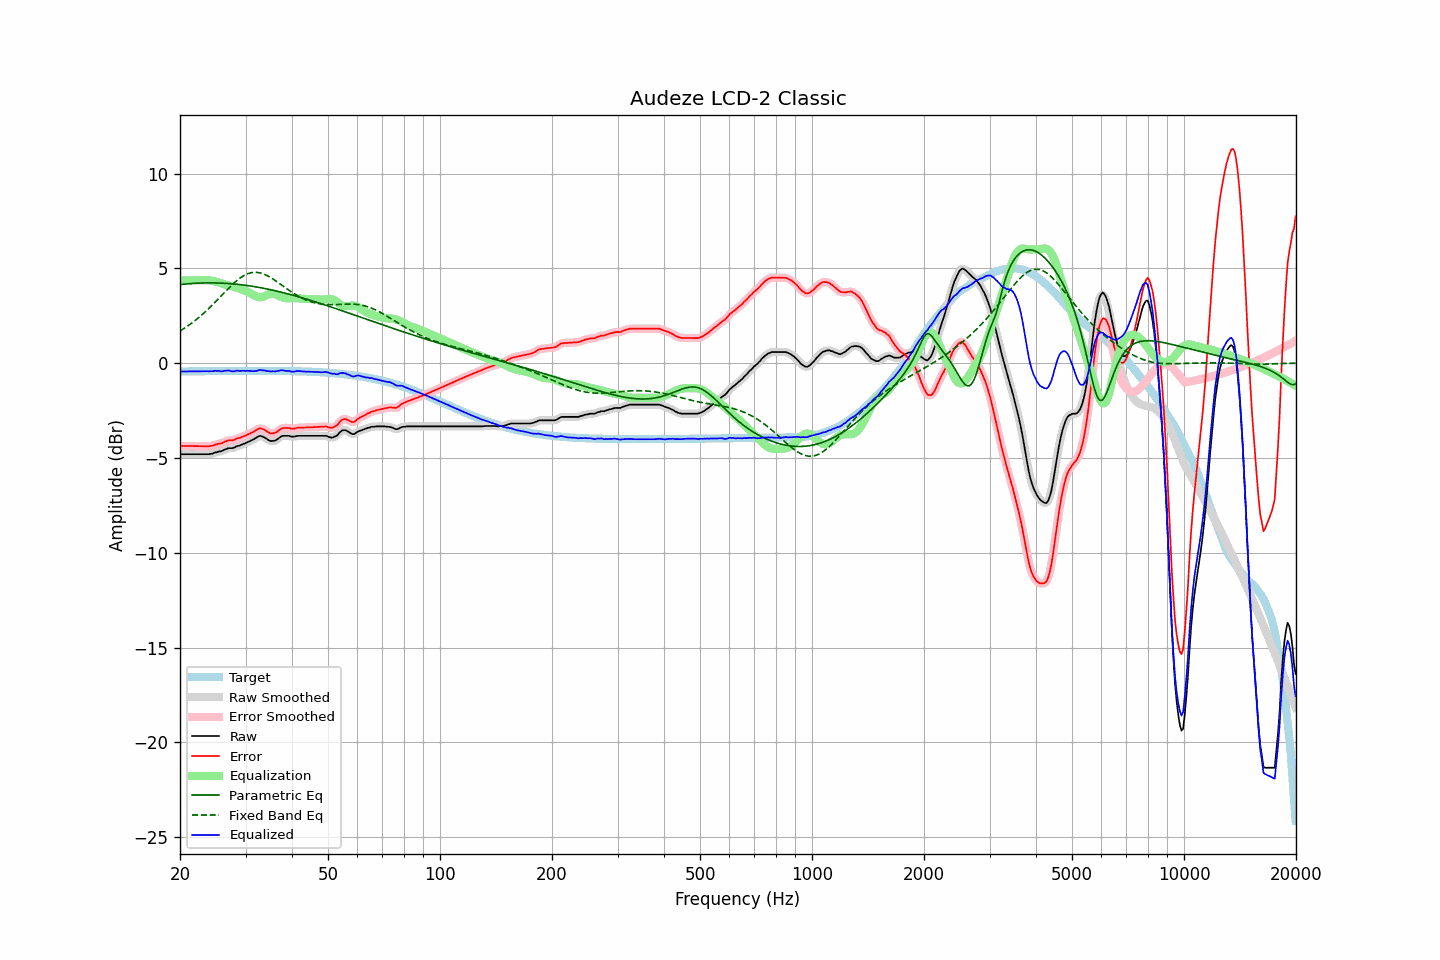 Audeze LCD-2 Classic
Amplitude (dBr)
10
5
0
−5
−10
−15
−20
−25
Target
Raw Smoothed
Error Smoothed
Raw
Error
Equalization
Parametric Eq
Fixed Band Eq
Equalized
20 50 100 200 500 1000 2000 5000 10000 20000
Frequency (Hz)